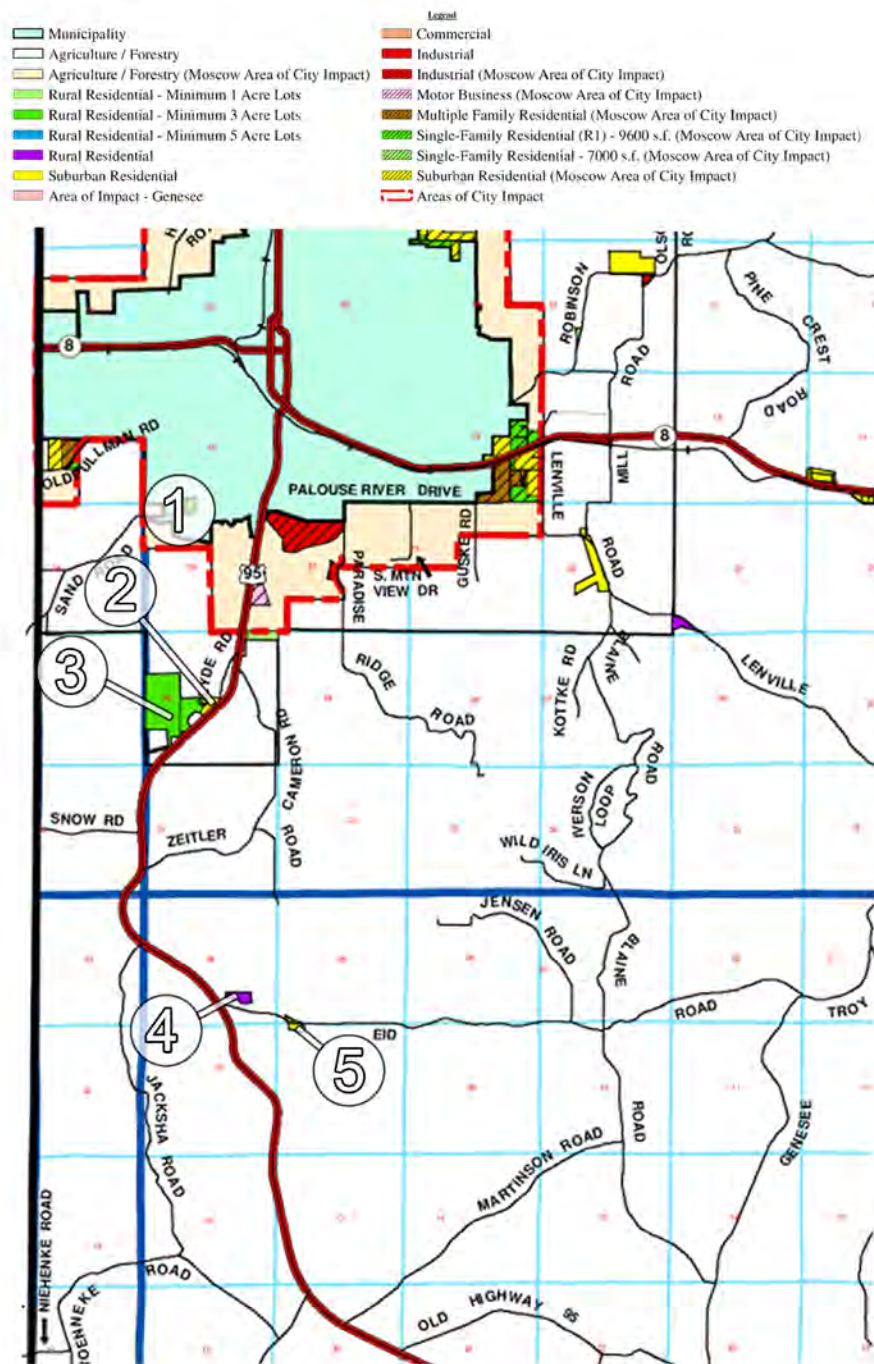 Legend
Municipality
Agriculture / Forestry
Agriculture / Forestry (Moscow Area of City Impact)
Rural Residential - Minimum 1 Acre Lots
Rural Residential - Minimum 3 Acre Lots
Rural Residential - Minimum 5 Acre Lots
Rural Residential
Suburban Residential
Area of Impact - Genesee
Commercial
Industrial
Industrial (Moscow Area of City Impact)
Motor Business (Moscow Area of City Impact)
Multiple Family Residential (Moscow Area of City Impact)
Single-Family Residential (R1) - 9600 s.f. (Moscow Area of City Impact)
Single-Family Residential - 7000 s.f. (Moscow Area of City Impact)
Suburban Residential (Moscow Area of City Impact)
Areas of City Impact
ROBINSON
ROAD
PINE
CREST
ROAD
8
8
MILL
ROAD
LENVILLE
PALOUSE RIVER DRIVE
GUSKE RD
1
SAND
95
S. MTN
VIEW DR
PARADISE
RIDGE
ROAD
2
3
KOTTKE RD
BLAINE
ROAD
LENVILLE
CAMERON RD
OR ROAD
SNOW RD
ZEITLER
IVERSON
LOOP
WILD IRIS LN
JENSEN ROAD
BLAINE
ROAD
4
5
EID
ROAD
TROY
GENESEE
JACKSHA ROAD
MARTINSON ROAD
NIEHENKE ROAD
ROAD
OLD HIGHWAY 95